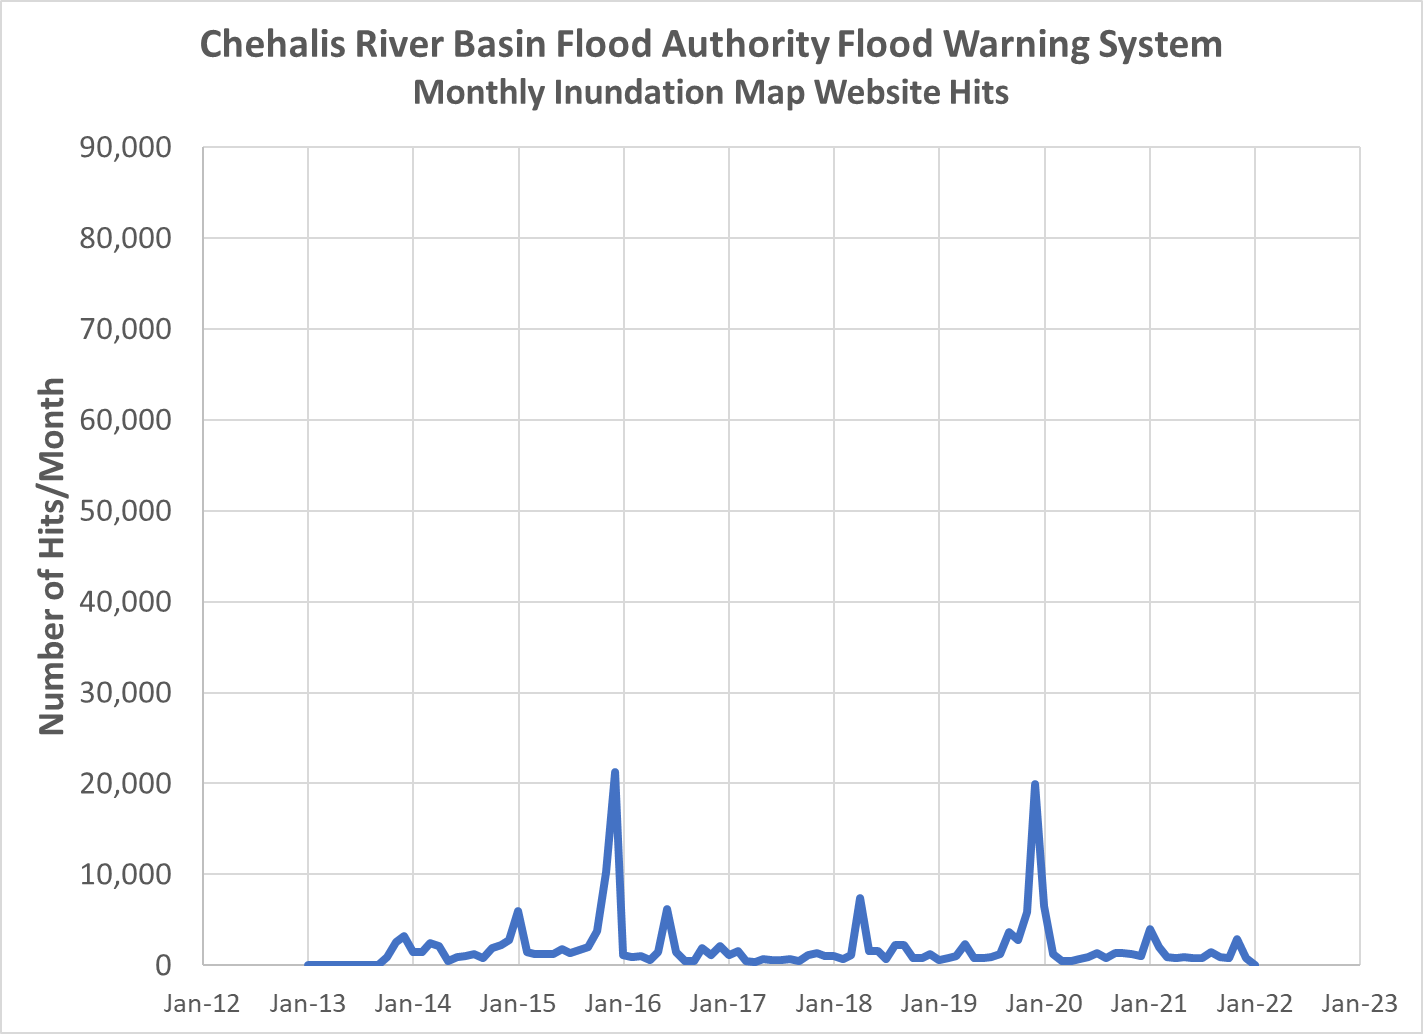 Chehalis River Basin Flood Authority Flood Warning System
Monthly Inundation Map Website Hits
Number of Hits/Month
90,000
80,000
70,000
60,000
50,000
40,000
30,000
20,000
10,000
0
Jan-12 Jan-13 Jan-14 Jan-15 Jan-16 Jan-17 Jan-18 Jan-19 Jan-20 Jan-21 Jan-22 Jan-23